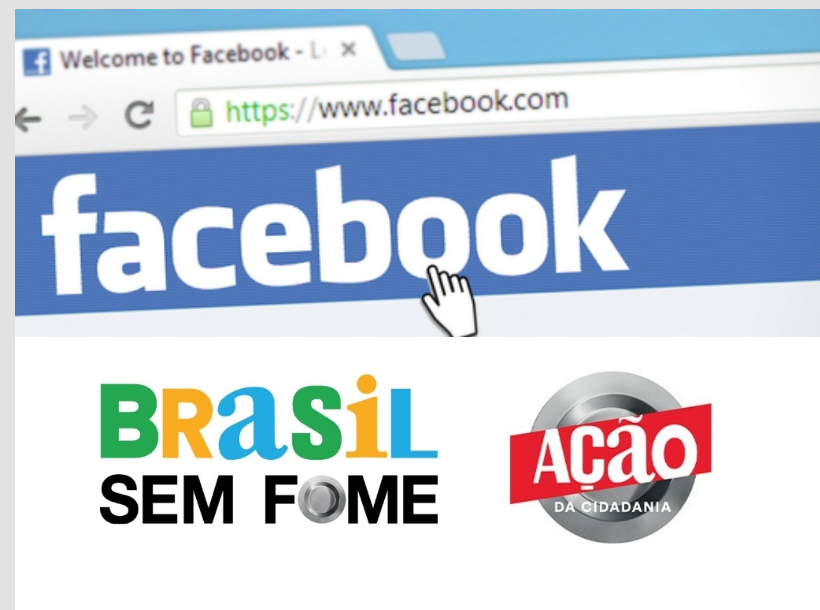 Welcome to Facebook - L
https://www.facebook.com
facebook
BRaSiL
SEM FOME
AÇão
DA CIDADANIA